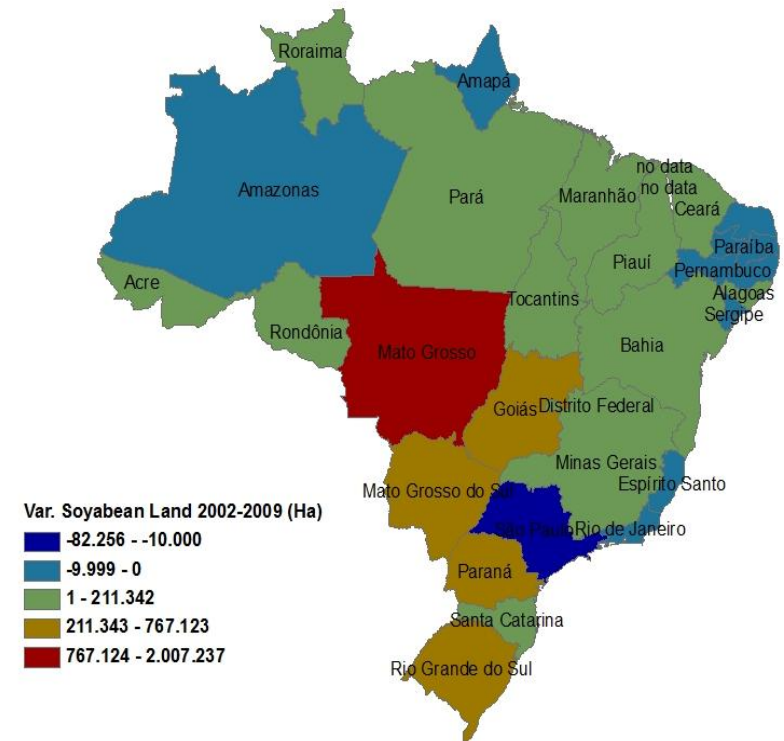 Roraima
Amapá
no data
no data
Amazonas
Pará
Maranhão
Ceará
Paraíba
Piauí
Pernambuco
Acre
Alagoas
Tocantins
Sergipe
Rondônia
Bahia
Mato Grosso
Goiás
Distrito Federal
Minas Gerais
Espírito Santo
Mato Grosso do Sul
São Paulo
Rio de Janeiro
Paraná
Santa Catarina
Rio Grande do Sul
Var. Soyabean Land 2002-2009 (Ha)
-82.256 - -10.000
-9.999 - 0
1 - 211.342
211.343 - 767.123
767.124 - 2.007.237